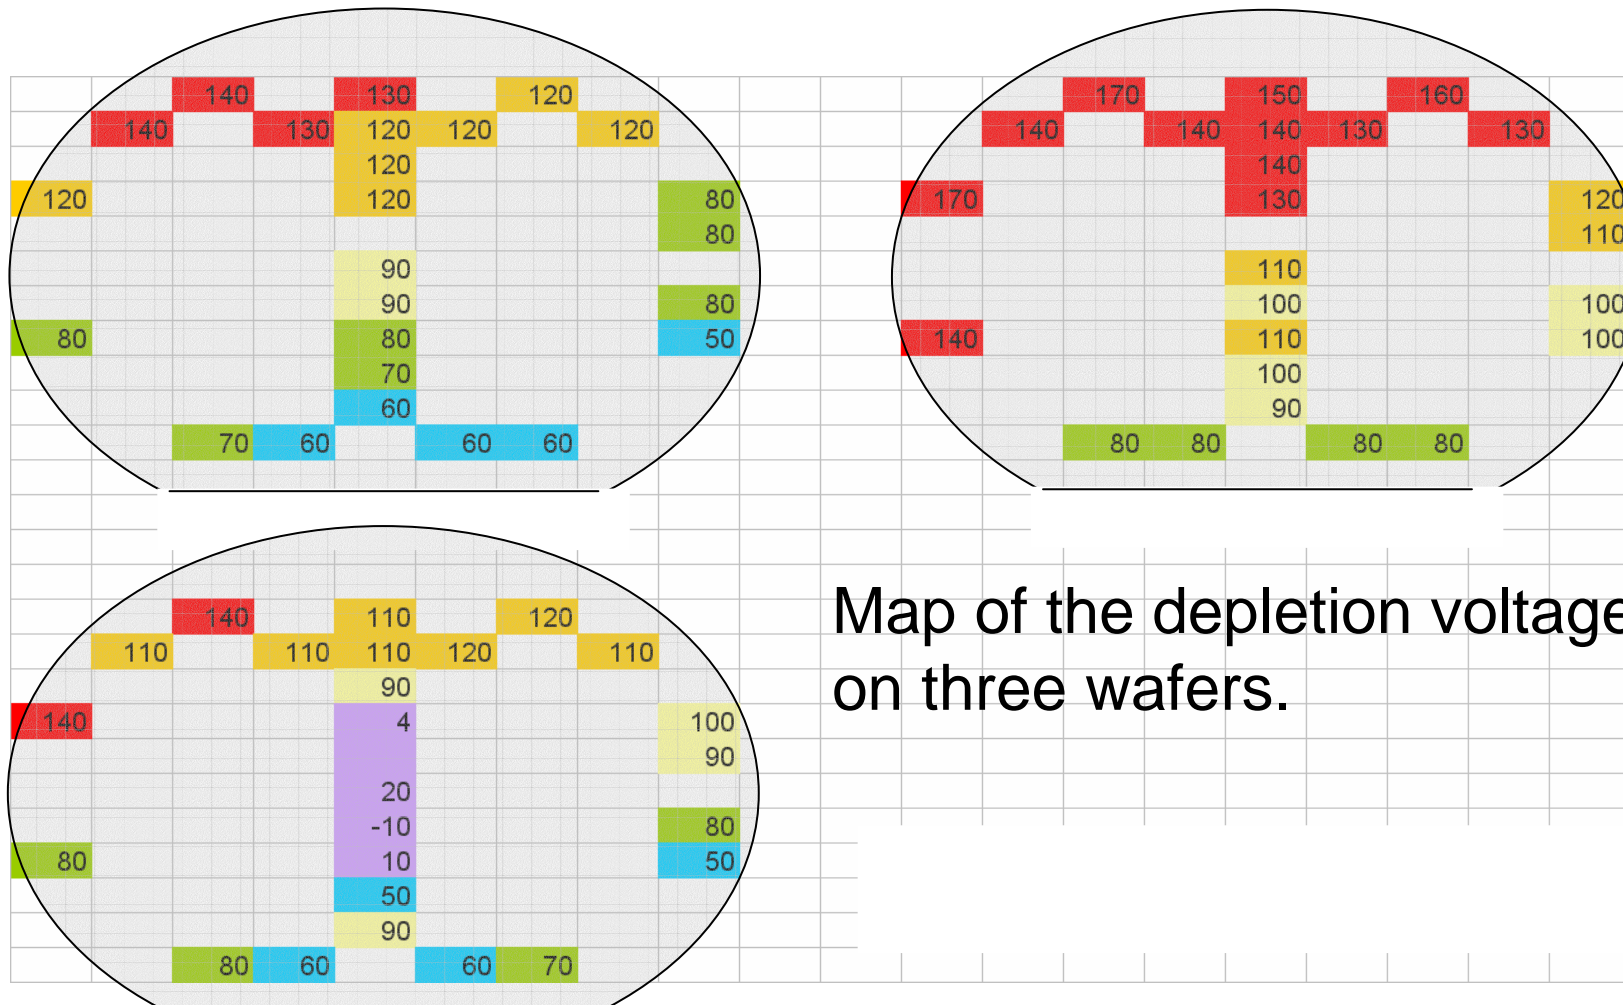 140 130 120
140 130 120 120 120
120
120 120 80
80
90
90 80
80 80 50
70
60
70 60 60 60
170 150 160
140 140 140 130 130
140
170 130 120
110
110
100 100
140 110 100
100
90
80 80 80 80
140 110 120
110 110 110 120 110
90
140 4 100
90
20
-10 80
80 10 50
50
90
80 60 60 70
Map of the depletion voltage
on three wafers.